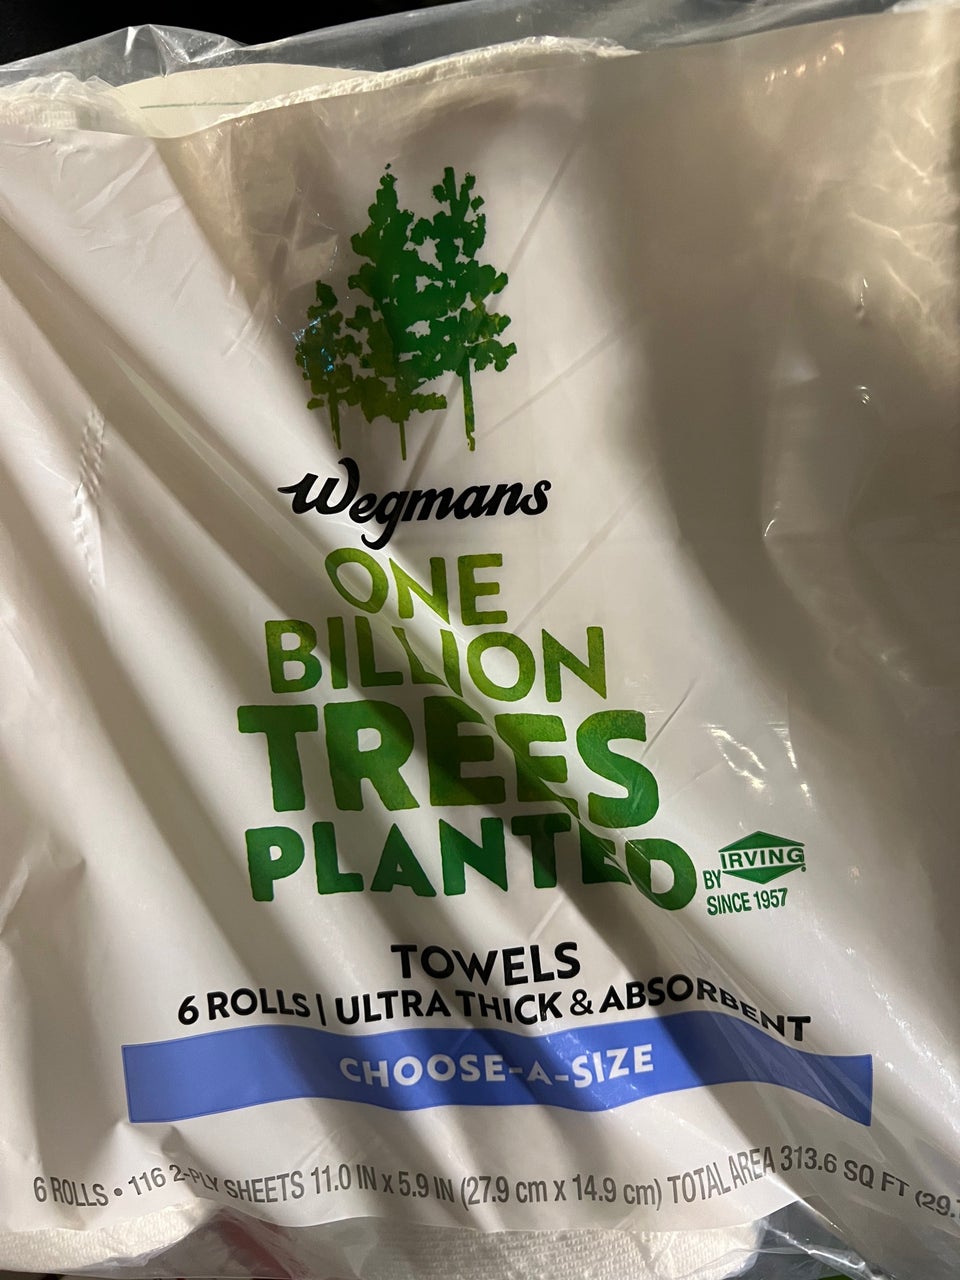 Wegmans
ONE
BILLION
TREES
PLANTED
BY IRVING
SINCE 1957
TOWELS
6 ROLLS | ULTRA THICK & ABSORBENT
CHOOSE-A-SIZE
6 ROLLS • 116 2-PLY SHEETS 11.0 IN x 5.9 IN (27.9 cm x 14.9 cm) TOTAL AREA 313.6 SQ FT (29.